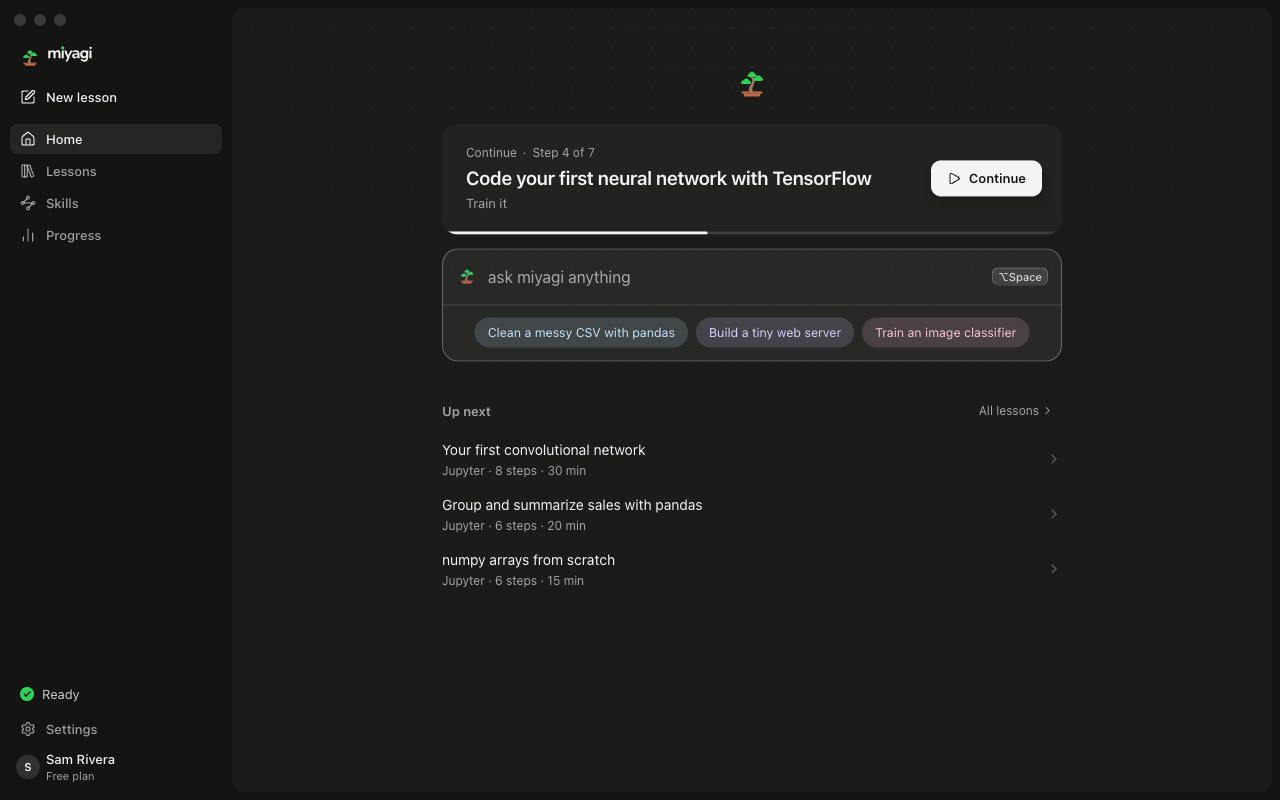 miyagi
New lesson
Home
Lessons
Skills
Progress
Ready
Settings
S
Sam Rivera
Free plan
Continue · Step 4 of 7
Code your first neural network with TensorFlow
Train it
Continue
ask miyagi anything
⌥Space
Clean a messy CSV with pandas
Build a tiny web server
Train an image classifier
Up next
All lessons
Your first convolutional network
Jupyter · 8 steps · 30 min
Group and summarize sales with pandas
Jupyter · 6 steps · 20 min
numpy arrays from scratch
Jupyter · 6 steps · 15 min